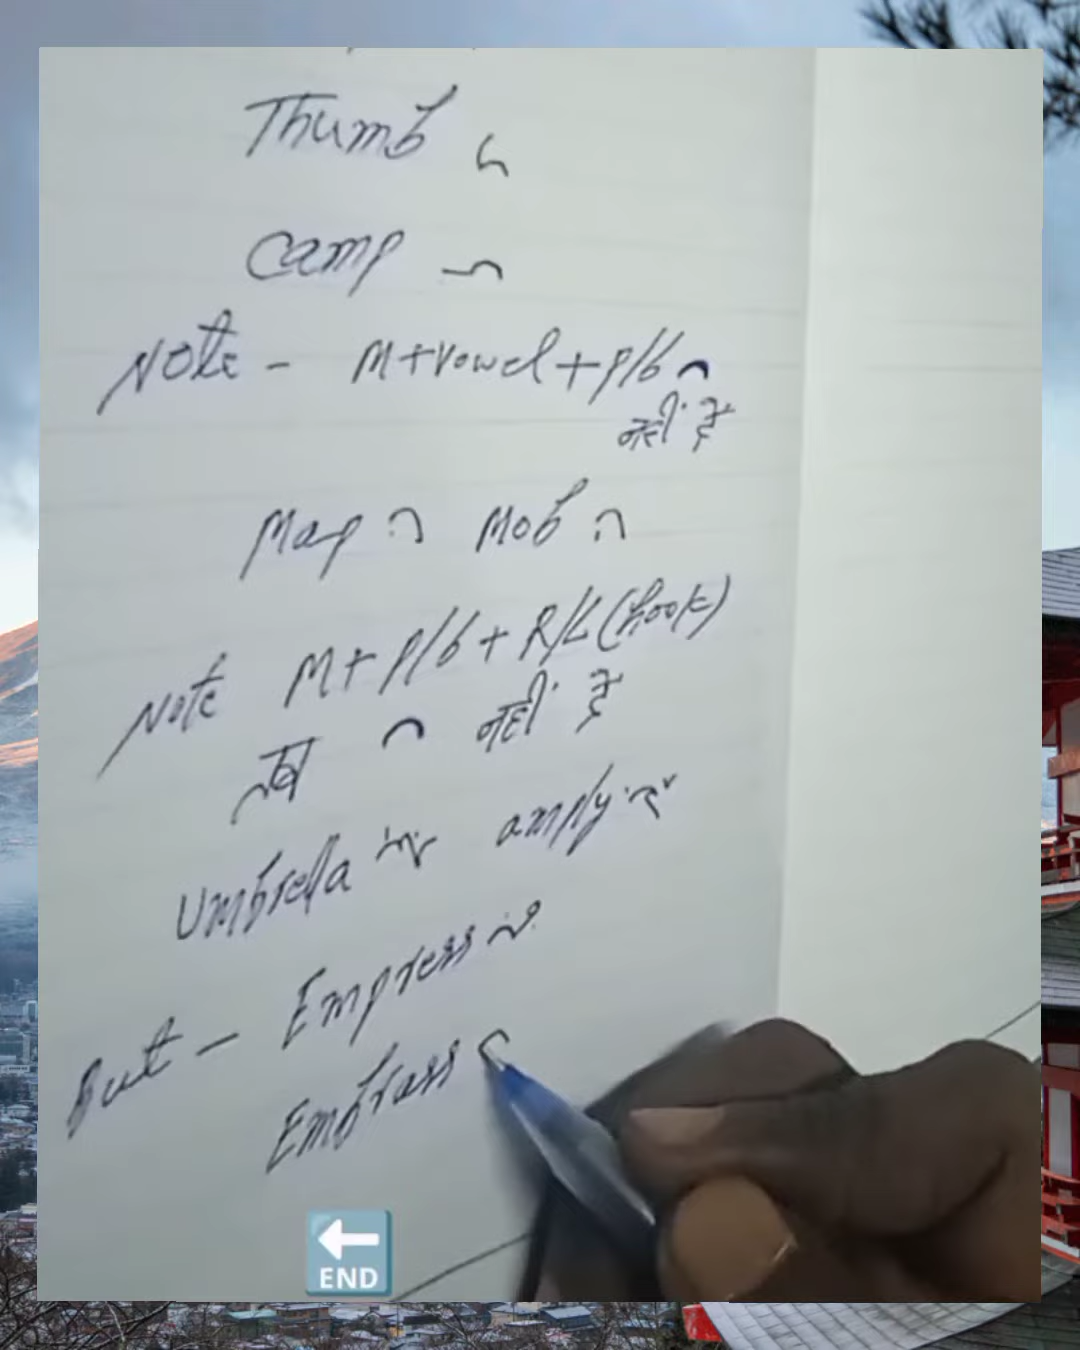 Thumb
Camp
Note - M+vowel+P/b
नहीं है
Map Mob
Note M+P/b+R/L(hook)
तब नहीं है
Umbrella amply
But - Empress
Embrass
END